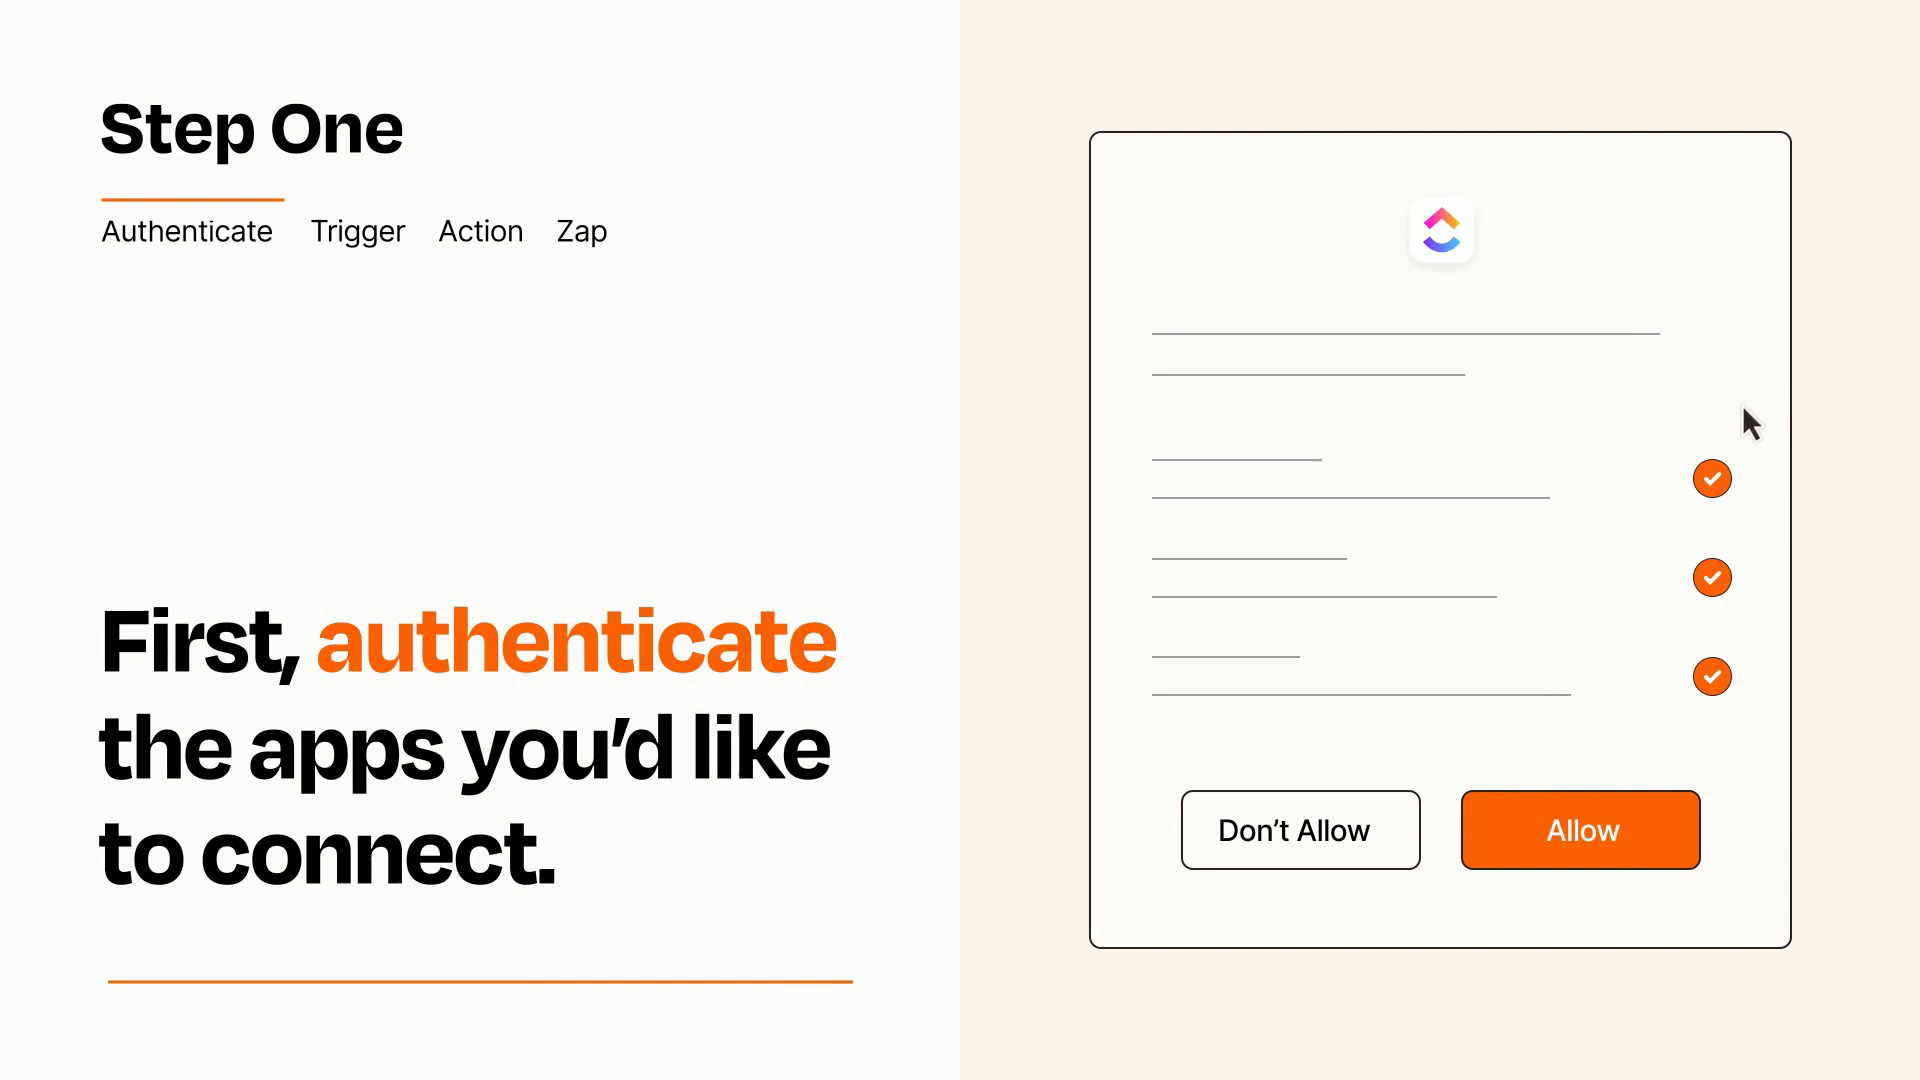 Step One
Authenticate Trigger Action Zap
First, authenticate
the apps you’d like
to connect.
Don’t Allow
Allow